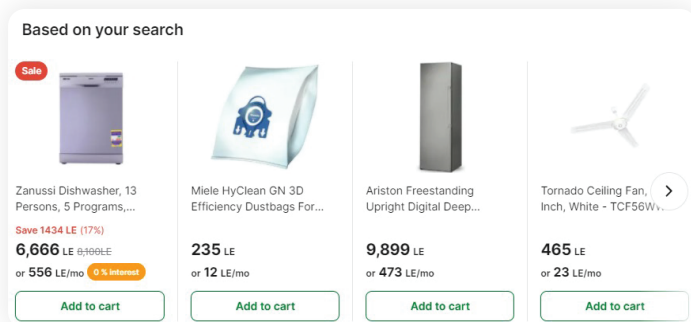 Based on your search
Sale
Zanussi Dishwasher, 13
Persons, 5 Programs,...
Save 1434 LE (17%)
6,666 LE 8,100LE
or 556 LE/mo 0 % interest
Add to cart
Miele HyClean GN 3D
Efficiency Dustbags For...
235 LE
or 12 LE/mo
Add to cart
Ariston Freestanding
Upright Digital Deep...
9,899 LE
or 473 LE/mo
Add to cart
Tornado Ceiling Fan,
Inch, White - TCF56W
465 LE
or 23 LE/mo
Add to cart